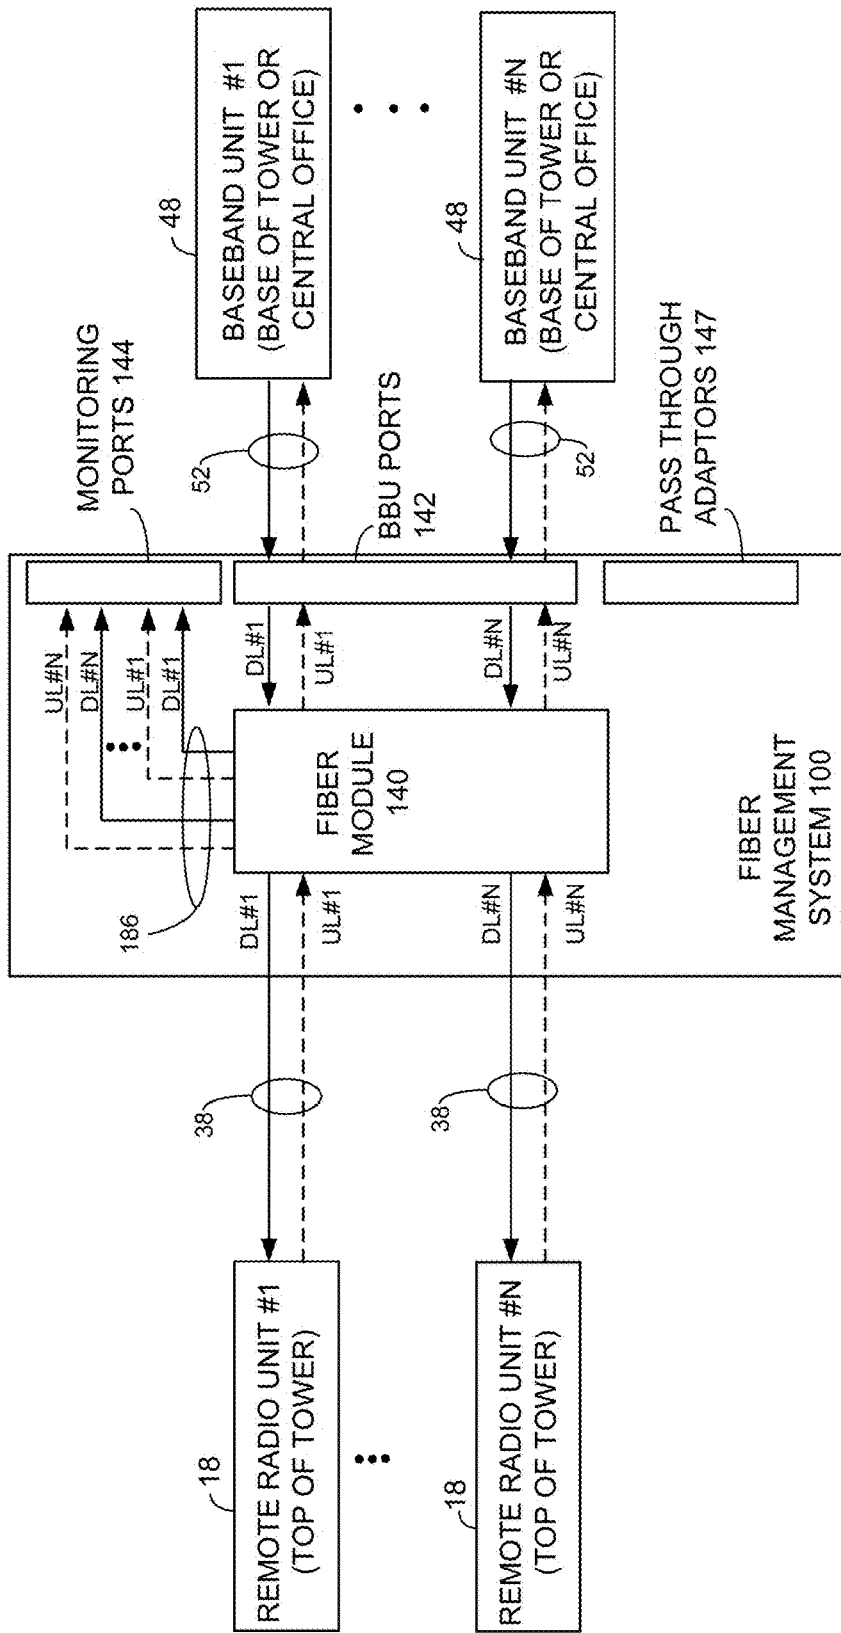 18
REMOTE RADIO UNIT #1
(TOP OF TOWER)
18
REMOTE RADIO UNIT #N
(TOP OF TOWER)
38
38
186
DL#1
UL#1
DL#N
UL#N
FIBER
MODULE
140
UL#N
DL#N
UL#1
DL#1
DL#1
UL#1
DL#N
UL#N
FIBER
MANAGEMENT
SYSTEM 100
MONITORING
PORTS 144
52
BBU PORTS
142
52
PASS THROUGH
ADAPTORS 147
48
BASEBAND UNIT #1
(BASE OF TOWER OR
CENTRAL OFFICE)
48
BASEBAND UNIT #N
(BASE OF TOWER OR
CENTRAL OFFICE)